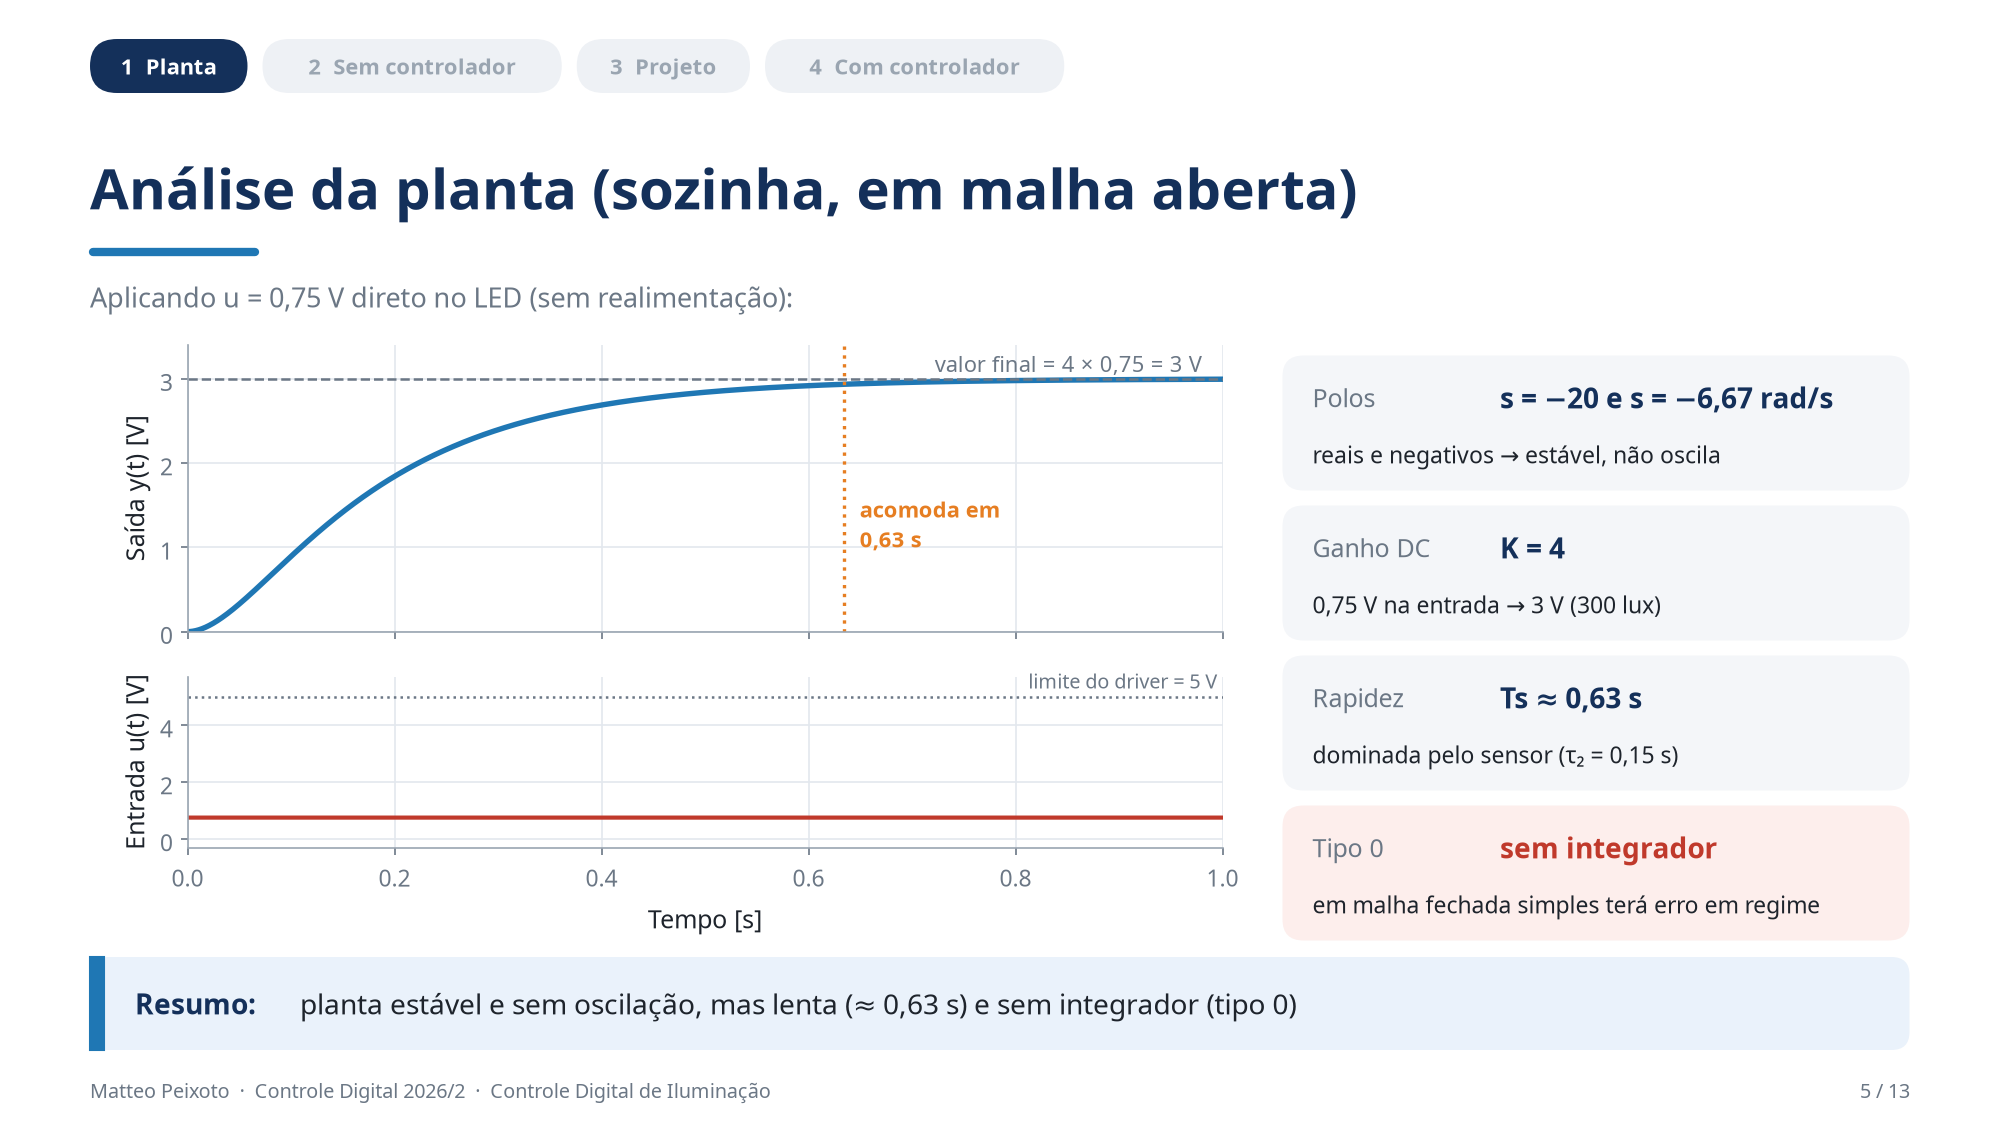 1 Planta
2 Sem controlador
3 Projeto
4 Com controlador
Análise da planta (sozinha, em malha aberta)
Aplicando u = 0,75 V direto no LED (sem realimentação):
Saída y(t) [V]
3
2
1
0
valor final = 4 × 0,75 = 3 V
acomoda em
0,63 s
Entrada u(t) [V]
4
2
0
limite do driver = 5 V
0.0
0.2
0.4
0.6
0.8
1.0
Tempo [s]
Polos s = −20 e s = −6,67 rad/s
reais e negativos → estável, não oscila
Ganho DC K = 4
0,75 V na entrada → 3 V (300 lux)
Rapidez Ts ≈ 0,63 s
dominada pelo sensor (τ₂ = 0,15 s)
Tipo 0 sem integrador
em malha fechada simples terá erro em regime
Resumo: planta estável e sem oscilação, mas lenta (≈ 0,63 s) e sem integrador (tipo 0)
Matteo Peixoto · Controle Digital 2026/2 · Controle Digital de Iluminação
5 / 13